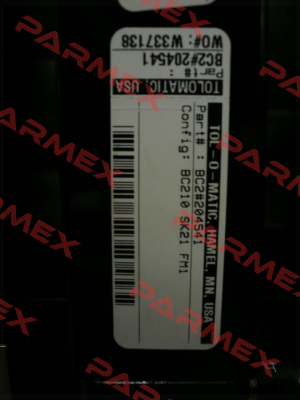 TOLOMATIC, USA
Part# :
BC2#204541
WO#: W337138
TOL-O-MATIC, HAMEL, MN, USA
Part# : BC2#204541
Config: BC210 SK21 FM1
PARMEX
PARMEX
PARMEX
PARMEX
PARMEX